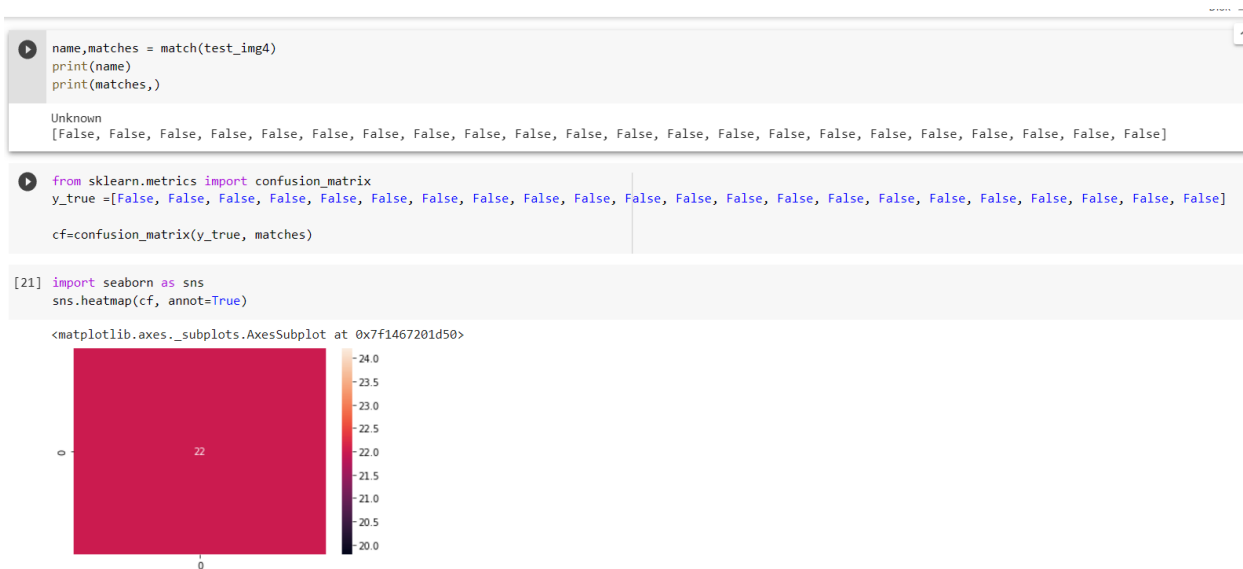 name,matches = match(test_img4)
print(name)
print(matches,)
Unknown
[False, False, False, False, False, False, False, False, False, False, False, False, False, False, False, False, False, False, False, False, False, False]
from sklearn.metrics import confusion_matrix
y_true =[False, False, False, False, False, False, False, False, False, False, False, False, False, False, False, False, False, False, False, False, False, False]
cf=confusion_matrix(y_true, matches)
[21] import seaborn as sns
sns.heatmap(cf, annot=True)
<matplotlib.axes._subplots.AxesSubplot at 0x7f1467201d50>
24.0
23.5
23.0
22.5
0
22
22.0
21.5
21.0
20.5
20.0
0